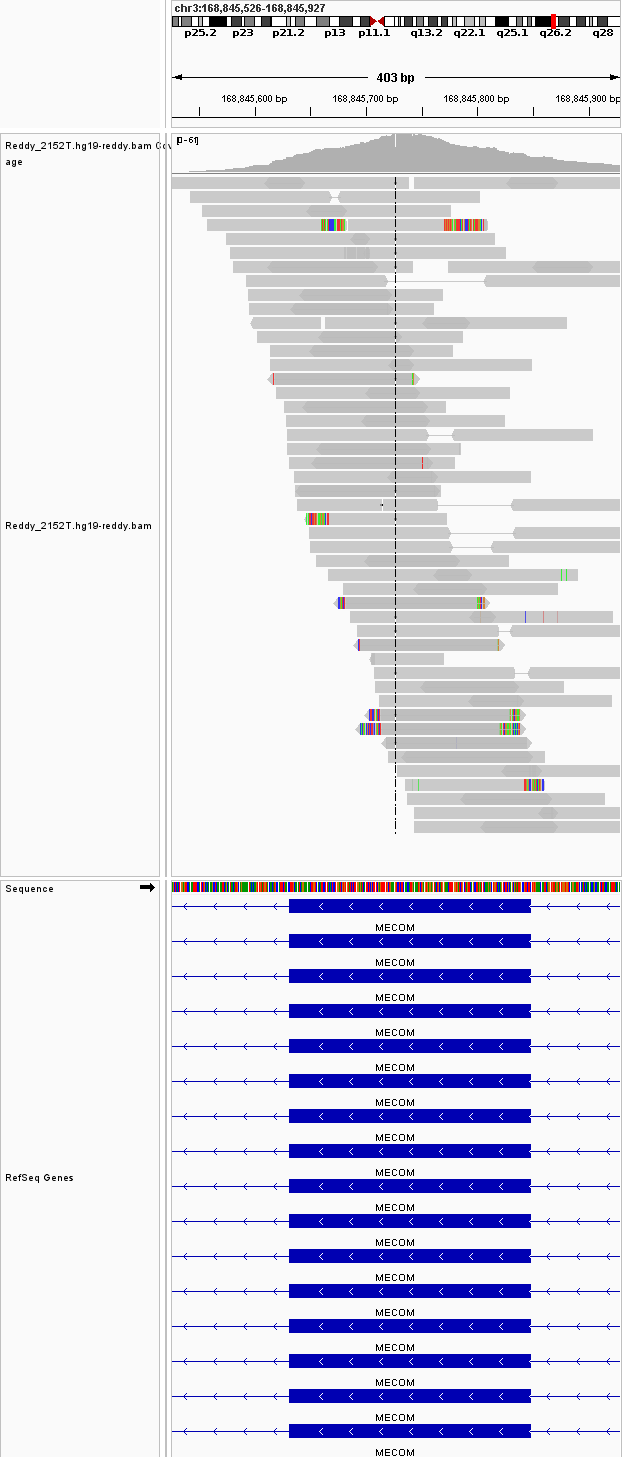 chr3:168,845,526-168,845,927
p25.2 p23 p21.2 p13 p11.1 q13.2 q22.1 q25.1 q26.2 q28
403 bp
168,845,600 bp 168,845,700 bp 168,845,800 bp 168,845,900 bp
[0-61]
Reddy_2152T.hg19-reddy.bam Cov
age
Reddy_2152T.hg19-reddy.bam
Sequence
MECOM
MECOM
MECOM
MECOM
MECOM
MECOM
MECOM
MECOM
RefSeq Genes
MECOM
MECOM
MECOM
MECOM
MECOM
MECOM
MECOM
MECOM